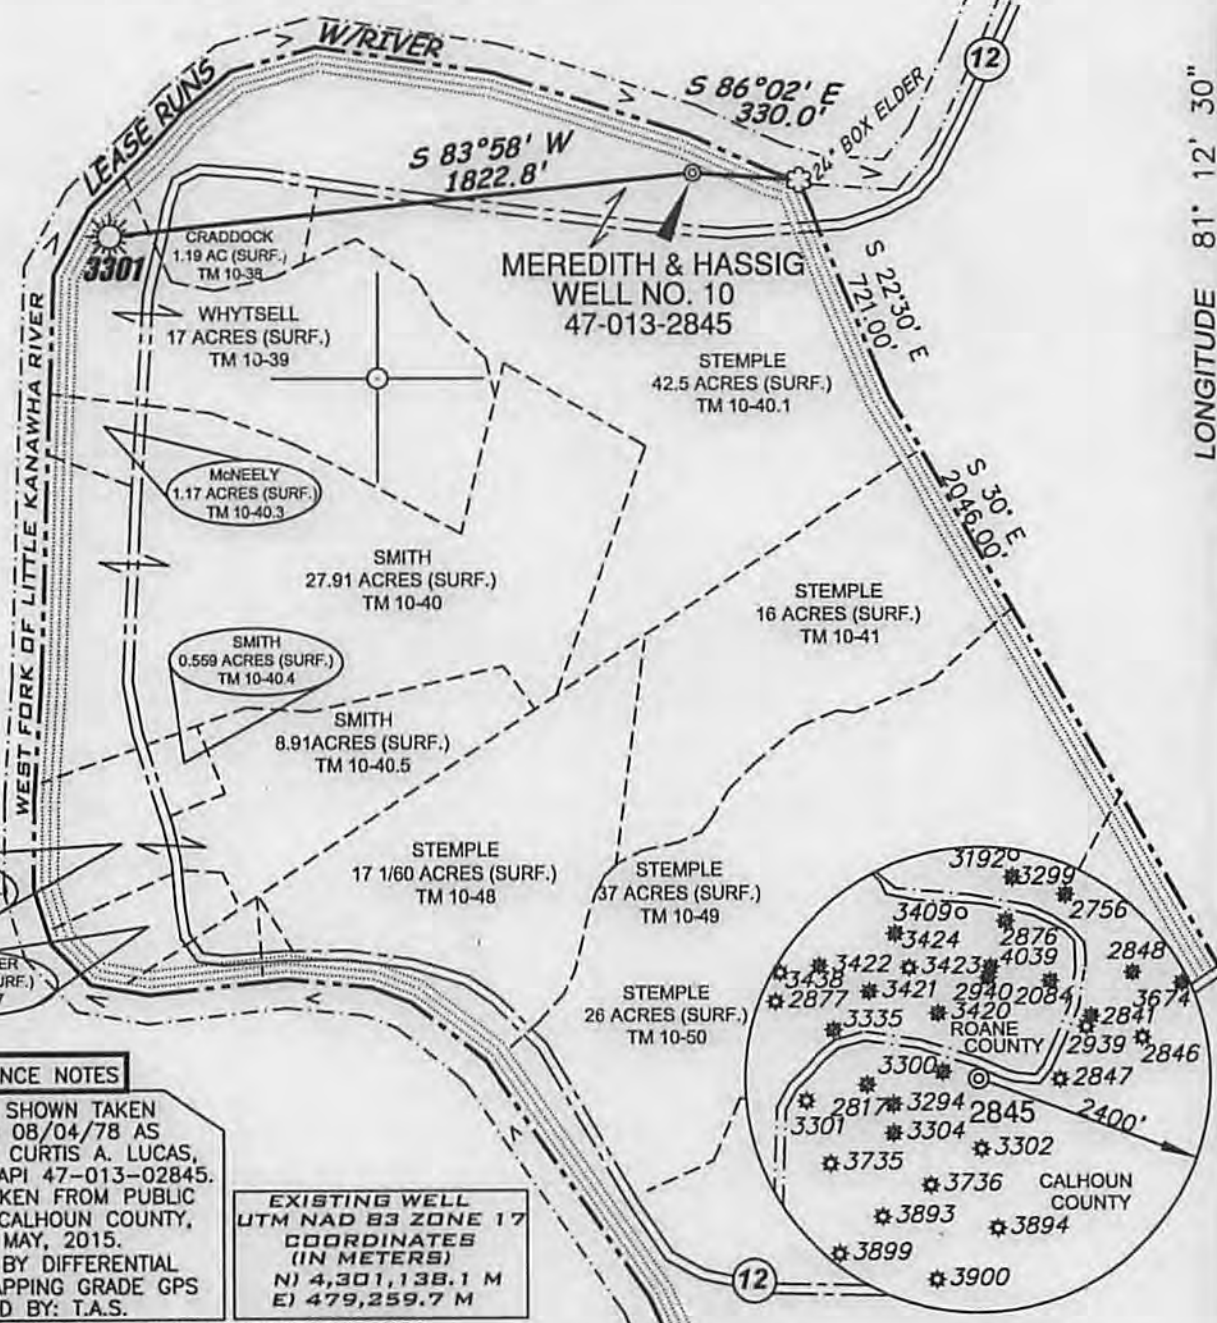 LEASE RUNS W/RIVER
S 86°02' E
330.0'
24" BOX ELDER
12
LONGITUDE 81° 12' 30"
S 83°58' W
1822.8'
3301
CRADDOCK
1.19 AC (SURF.)
TM 10-38
MEREDITH & HASSIG
WELL NO. 10
47-013-2845
S 22°30' E
721.00'
WHYTSELL
17 ACRES (SURF.)
TM 10-39
STEMPLE
42.5 ACRES (SURF.)
TM 10-40.1
WEST FORK OF LITTLE KANAWHA RIVER
McNEELY
1.17 ACRES (SURF.)
TM 10-40.3
S 30° E
2046.00'
SMITH
27.91 ACRES (SURF.)
TM 10-40
STEMPLE
16 ACRES (SURF.)
TM 10-41
SMITH
0.559 ACRES (SURF.)
TM 10-40.4
SMITH
8.91ACRES (SURF.)
TM 10-40.5
STEMPLE
17 1/60 ACRES (SURF.)
TM 10-48
STEMPLE
37 ACRES (SURF.)
TM 10-49
STEMPLE
26 ACRES (SURF.)
TM 10-50
3192
3299
2756
3409
2876
3424
4039
2848
3422
3423
3438
2877
3421
2940
2084
3674
3420
2841
3335
ROANE
COUNTY
2939
2846
3300
2847
2817
3294
2845
2400'
3301
3304
3302
3735
3736
CALHOUN
COUNTY
3893
3894
3899
3900
NCE NOTES
SHOWN TAKEN
08/04/78 AS
CURTIS A. LUCAS,
API 47-013-02845.
KEN FROM PUBLIC
CALHOUN COUNTY,
MAY, 2015.
BY DIFFERENTIAL
APPING GRADE GPS
D BY: T.A.S.
EXISTING WELL
UTM NAD 83 ZONE 17
COORDINATES
(IN METERS)
N) 4,301,138.1 M
E) 479,259.7 M
12